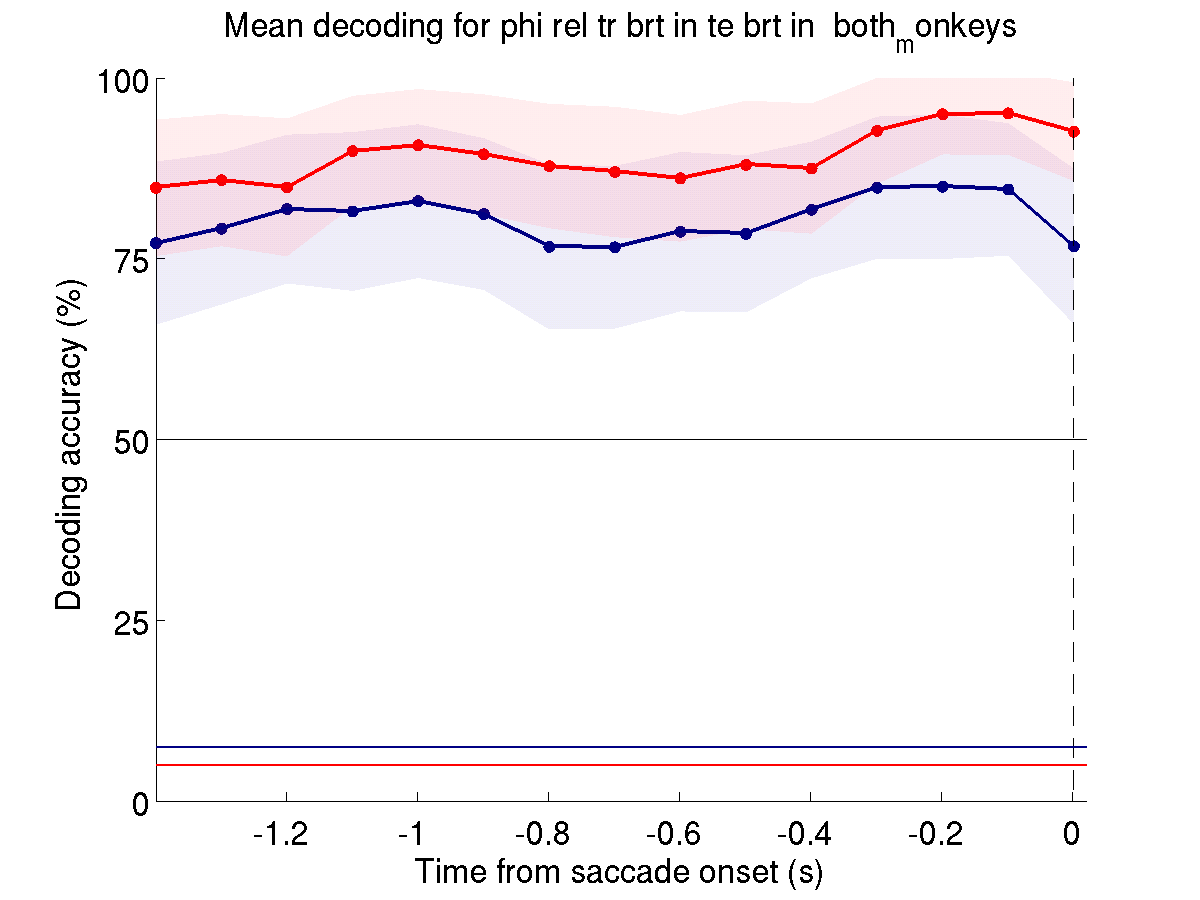 Mean decoding for phi rel tr brt in te brt in both_monkeys
100
75
50
25
0
Decoding accuracy (%)
-1.2 -1 -0.8 -0.6 -0.4 -0.2 0
Time from saccade onset (s)